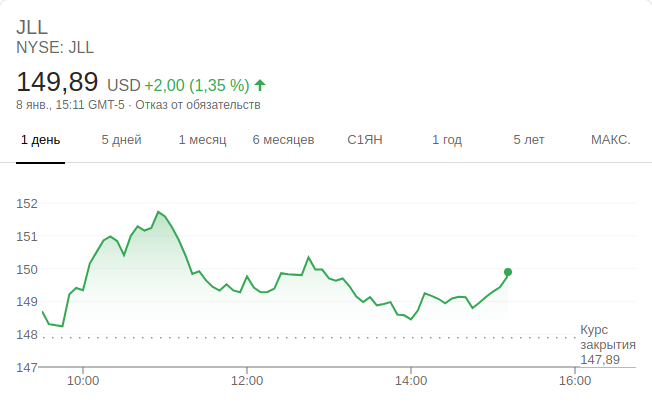 JLL
NYSE: JLL
149,89 USD +2,00 (1,35 %)
8 янв., 15:11 GMT-5 · Отказ от обязательств
1 день 5 дней 1 месяц 6 месяцев С1ЯН 1 год 5 лет МАКС.
152
151
150
149
148
147
Курс
закрытия
147,89
10:00 12:00 14:00 16:00